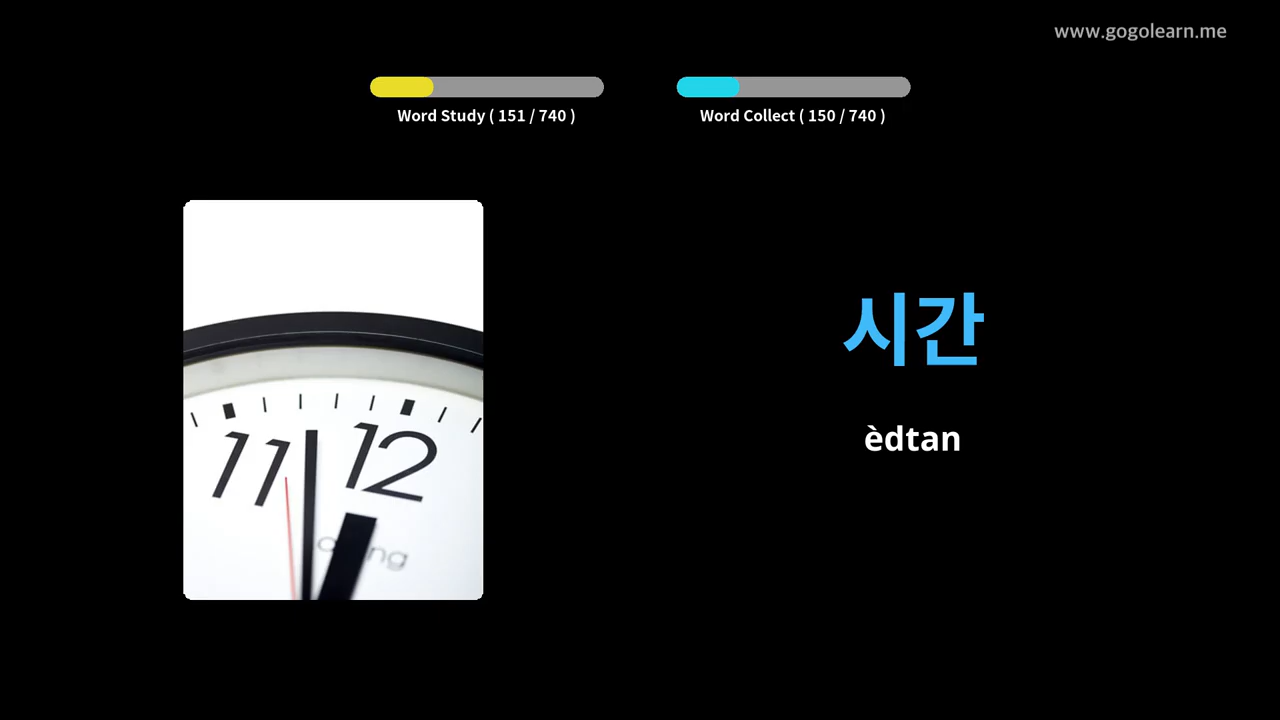 www.gogolearn.me
Word Study ( 151 / 740 )
Word Collect ( 150 / 740 )
시간
èdtan
11 12